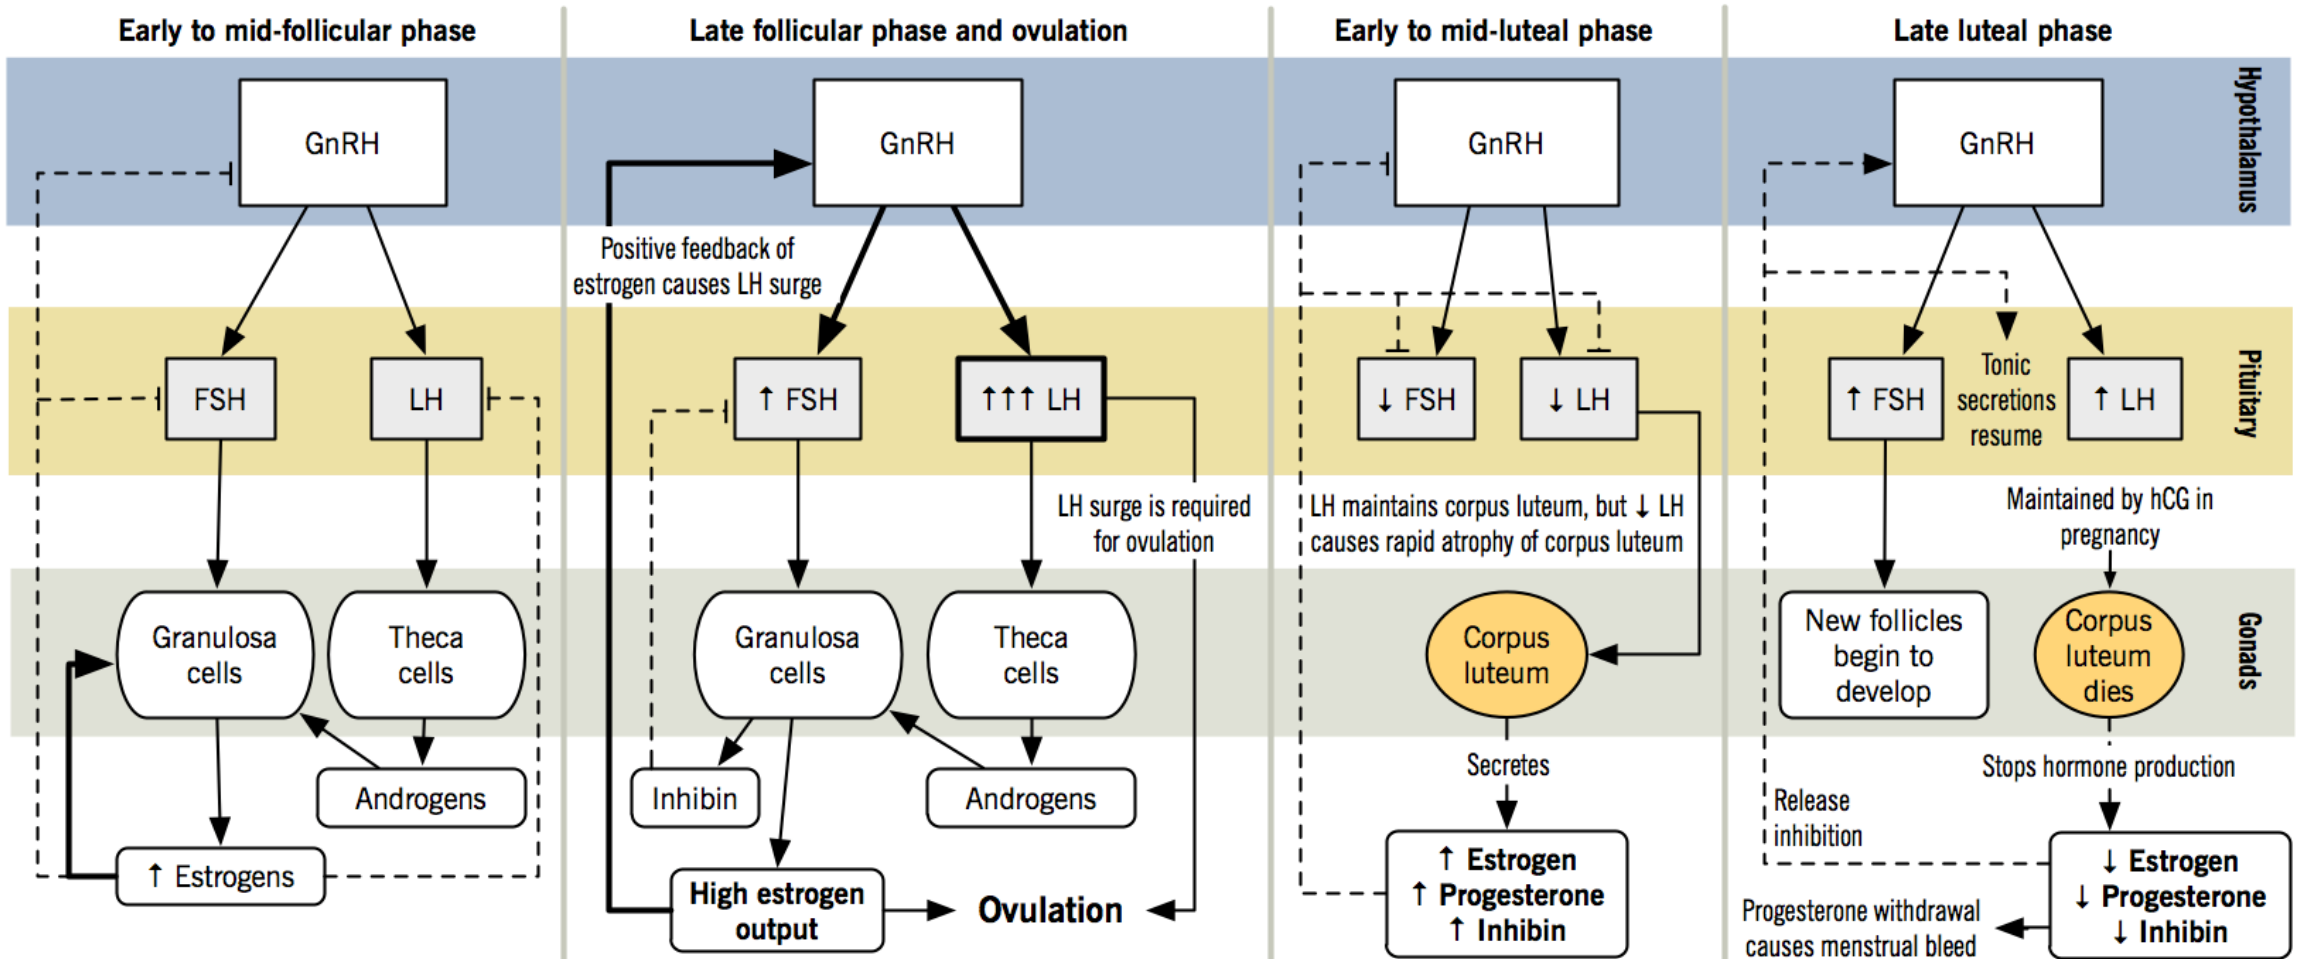 Early to mid-follicular phase
GnRH
FSH
LH
Granulosa
cells
Theca
cells
Androgens
↑ Estrogens
Late follicular phase and ovulation
GnRH
Positive feedback of
estrogen causes LH surge
↑ FSH
↑↑↑ LH
LH surge is required
for ovulation
Granulosa
cells
Theca
cells
Inhibin
Androgens
High estrogen
output
Ovulation
Early to mid-luteal phase
GnRH
↓ FSH
↓ LH
LH maintains corpus luteum, but ↓ LH
causes rapid atrophy of corpus luteum
Corpus
luteum
Secretes
↑ Estrogen
↑ Progesterone
↑ Inhibin
Late luteal phase
GnRH
↑ FSH
Tonic
secretions
resume
↑ LH
Maintained by hCG in
pregnancy
New follicles
begin to
develop
Corpus
luteum
dies
Stops hormone production
Release
inhibition
↓ Estrogen
↓ Progesterone
↓ Inhibin
Progesterone withdrawal
causes menstrual bleed
Hypothalamus
Pituitary
Gonads